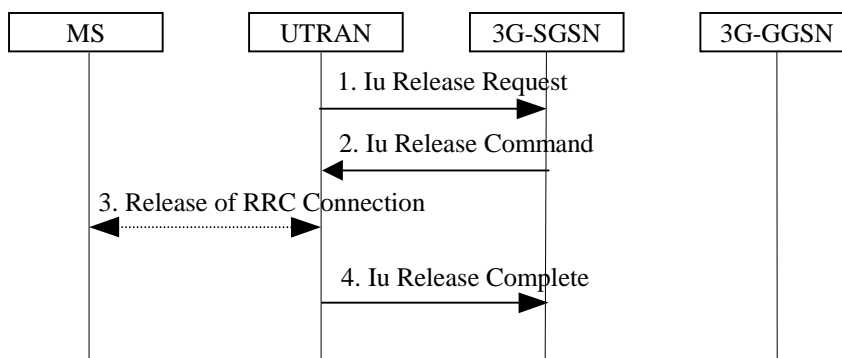 MS UTRAN 3G-SGSN 3G-GGSN
1. Iu Release Request
2. Iu Release Command
3. Release of RRC Connection
4. Iu Release Complete